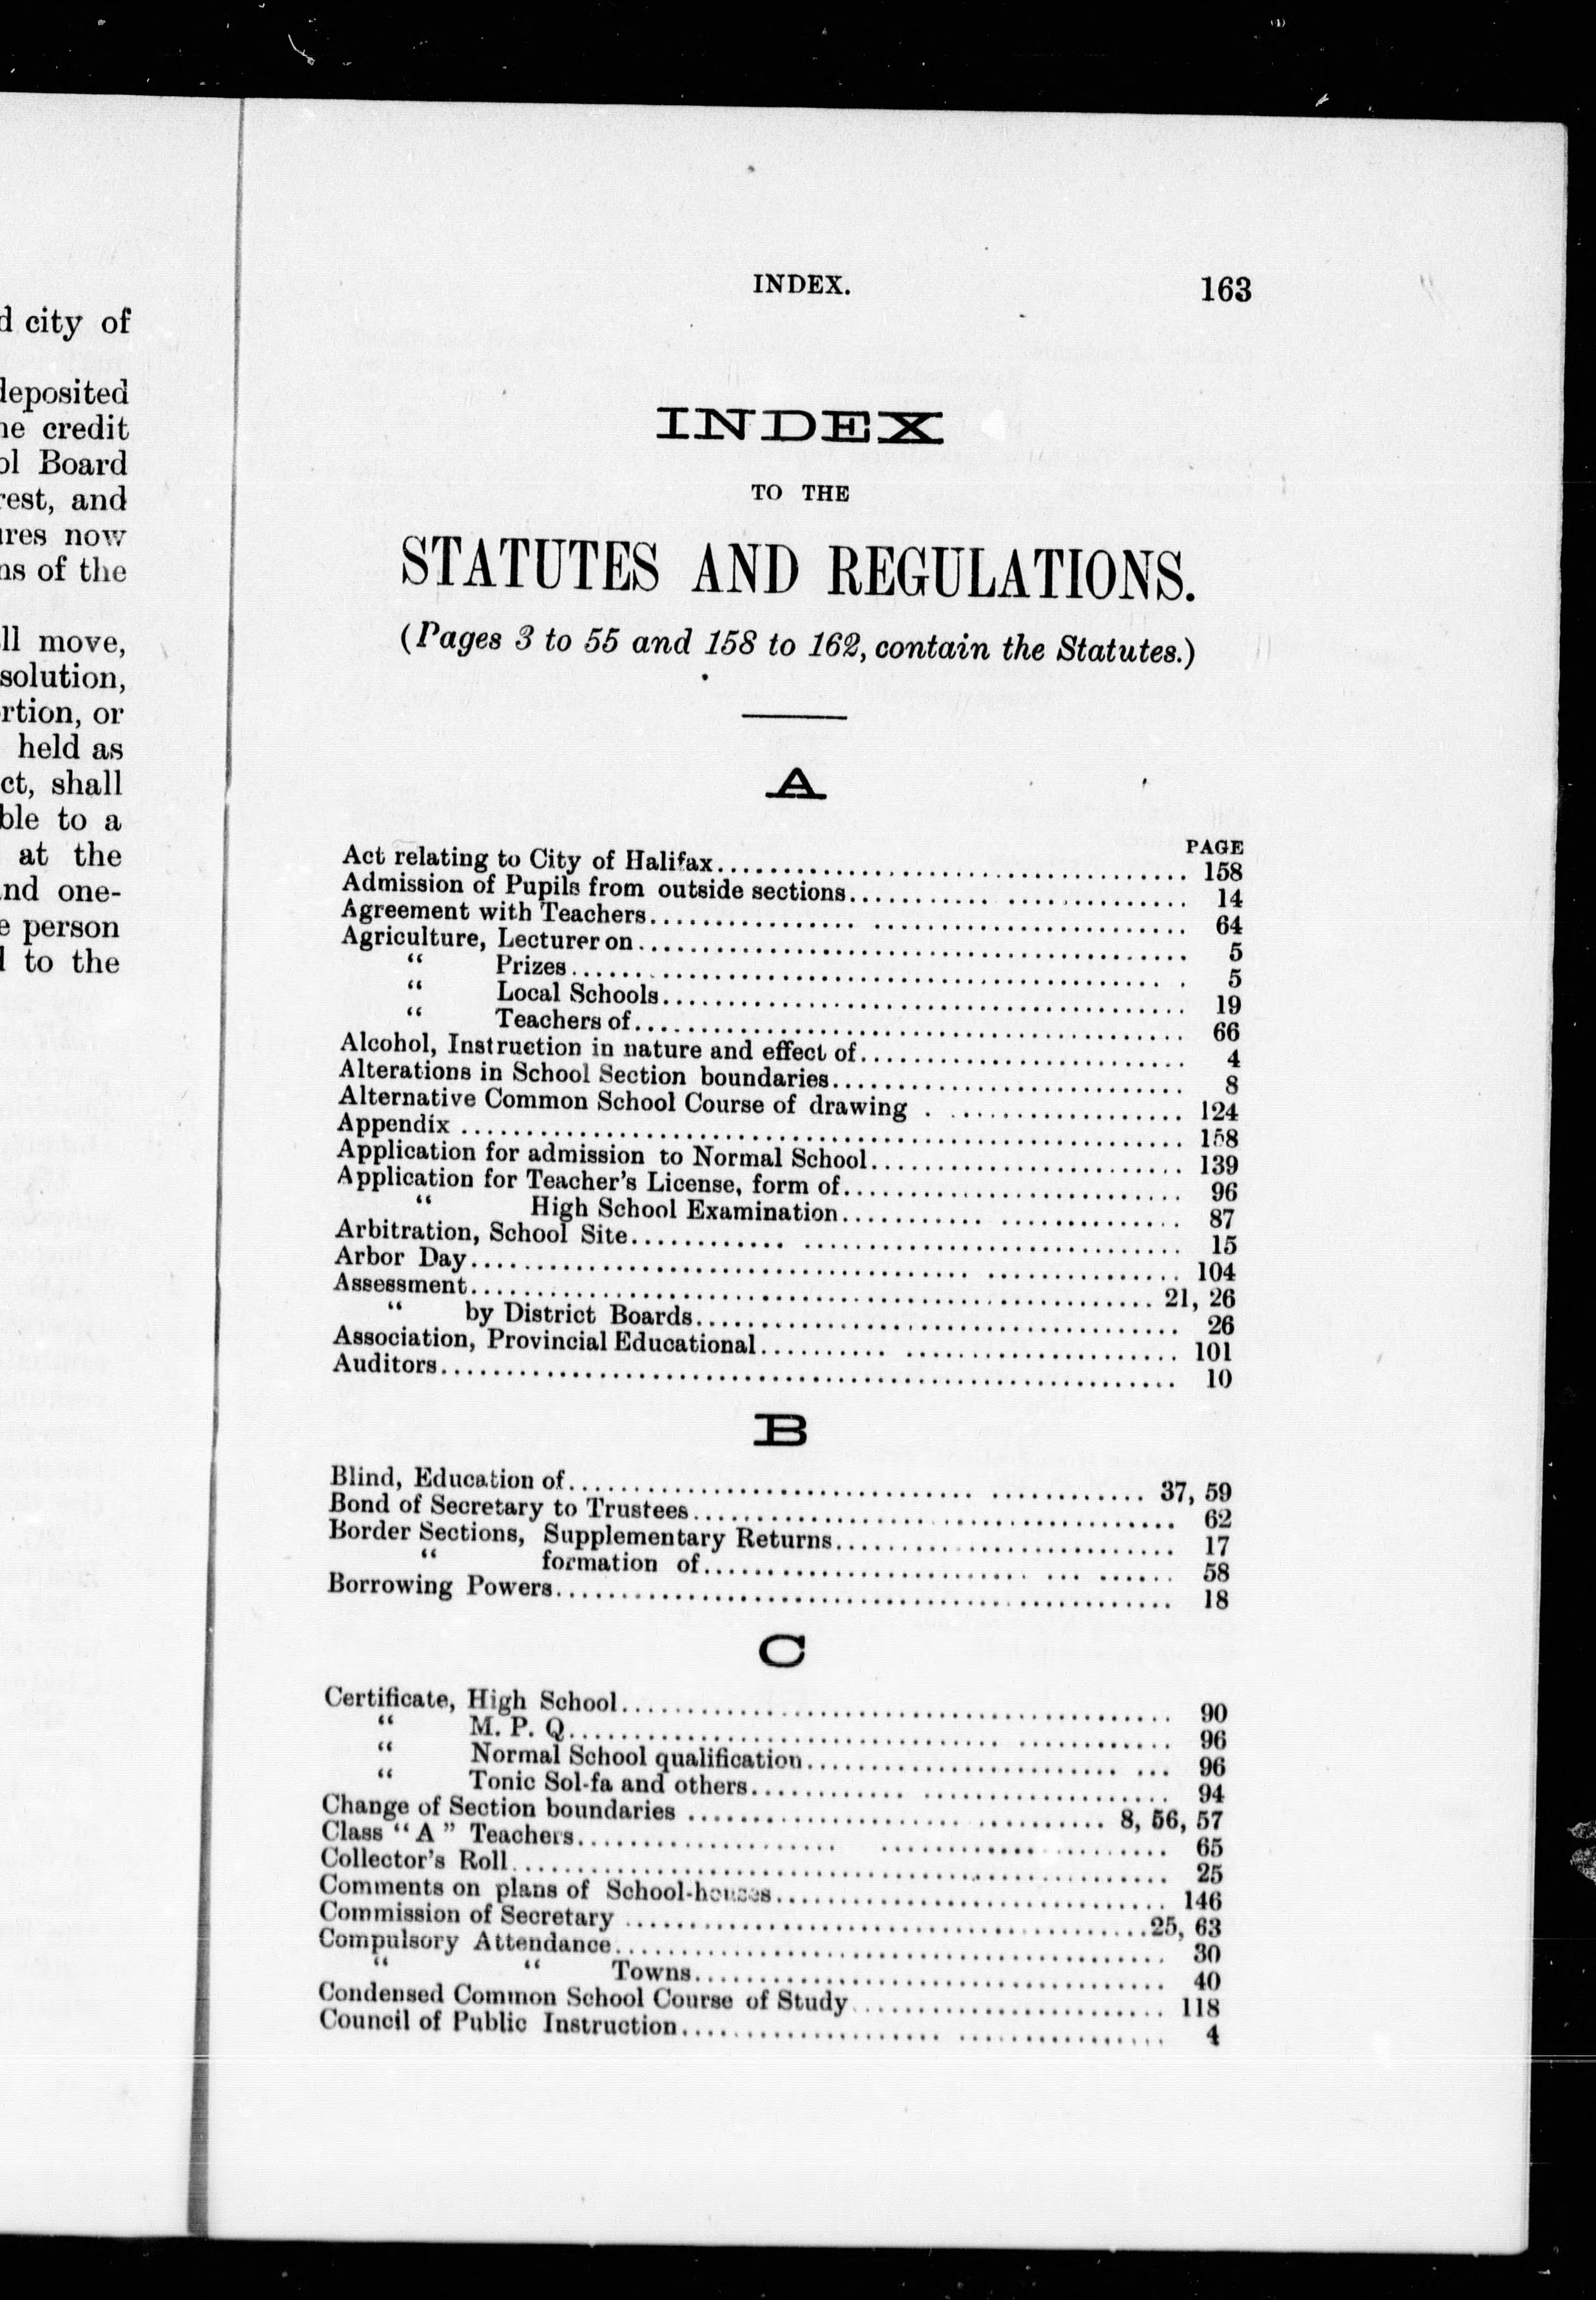 d city of
deposited
he credit
ol Board
rest, and
ures now
ns of the
ll move,
solution,
rtion, or
held as
ct, shall
ble to a
at the
nd one-
e person
l to the
INDEX. 163
INDEX
TO THE
STATUTES AND REGULATIONS.
(Pages 3 to 55 and 158 to 162, contain the Statutes.)
A
PAGE
Act relating to City of Halifax.......................................... 158
Admission of Pupils from outside sections.............................. 14
Agreement with Teachers............................................... 64
Agriculture, Lecturer on................................................ 5
“ Prizes...................................................... 5
“ Local Schools............................................... 19
“ Teachers of................................................. 66
Alcohol, Instruction in nature and effect of............................. 4
Alterations in School Section boundaries............................... 8
Alternative Common School Course of drawing ....................... 124
Appendix ............................................................. 158
Application for admission to Normal School........................... 139
Application for Teacher's License, form of............................. 96
“ High School Examination.............................. 87
Arbitration, School Site................................................ 15
Arbor Day............................................................. 104
Assessment......................................................... 21, 26
“ by District Boards......................................... 26
Association, Provincial Educational.................................... 101
Auditors............................................................... 10
B
Blind, Education of................................................. 37, 59
Bond of Secretary to Trustees.......................................... 62
Border Sections, Supplementary Returns............................... 17
“ formation of........................................... 58
Borrowing Powers...................................................... 18
C
Certificate, High School................................................ 90
“ M. P. Q..................................................... 96
“ Normal School qualification................................ 96
“ Tonic Sol-fa and others..................................... 94
Change of Section boundaries ..................................... 8, 56, 57
Class “A” Teachers.................................................... 65
Collector's Roll......................................................... 25
Comments on plans of School-houses................................... 146
Commission of Secretary ............................................25, 63
Compulsory Attendance................................................ 30
“ “ Towns.......................................... 40
Condensed Common School Course of Study........................... 118
Council of Public Instruction........................................... 4